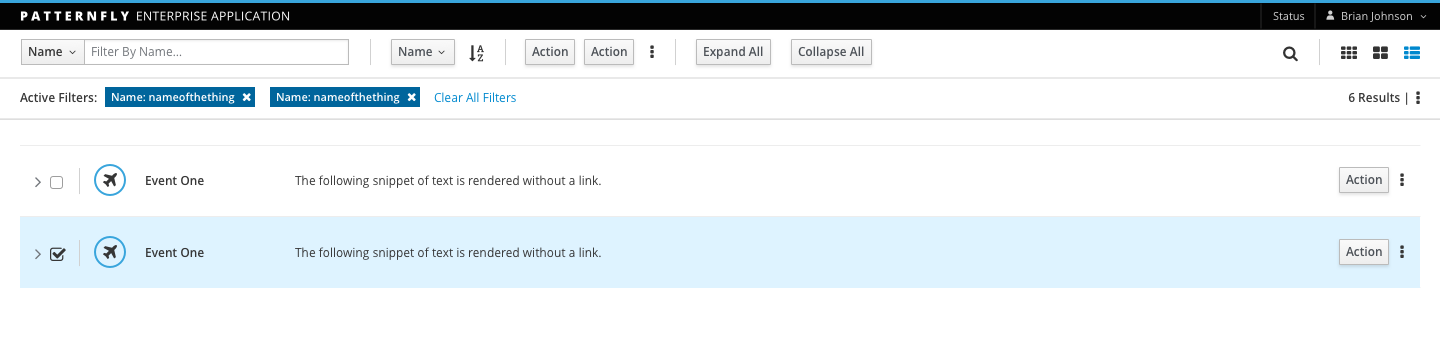 PATTERNFLY ENTERPRISE APPLICATION Status Brian Johnson
Name Filter By Name... Name A Z Action Action Expand All Collapse All
Active Filters: Name: nameofthething Name: nameofthething Clear All Filters 6 Results |
Event One The following snippet of text is rendered without a link. Action
Event One The following snippet of text is rendered without a link. Action